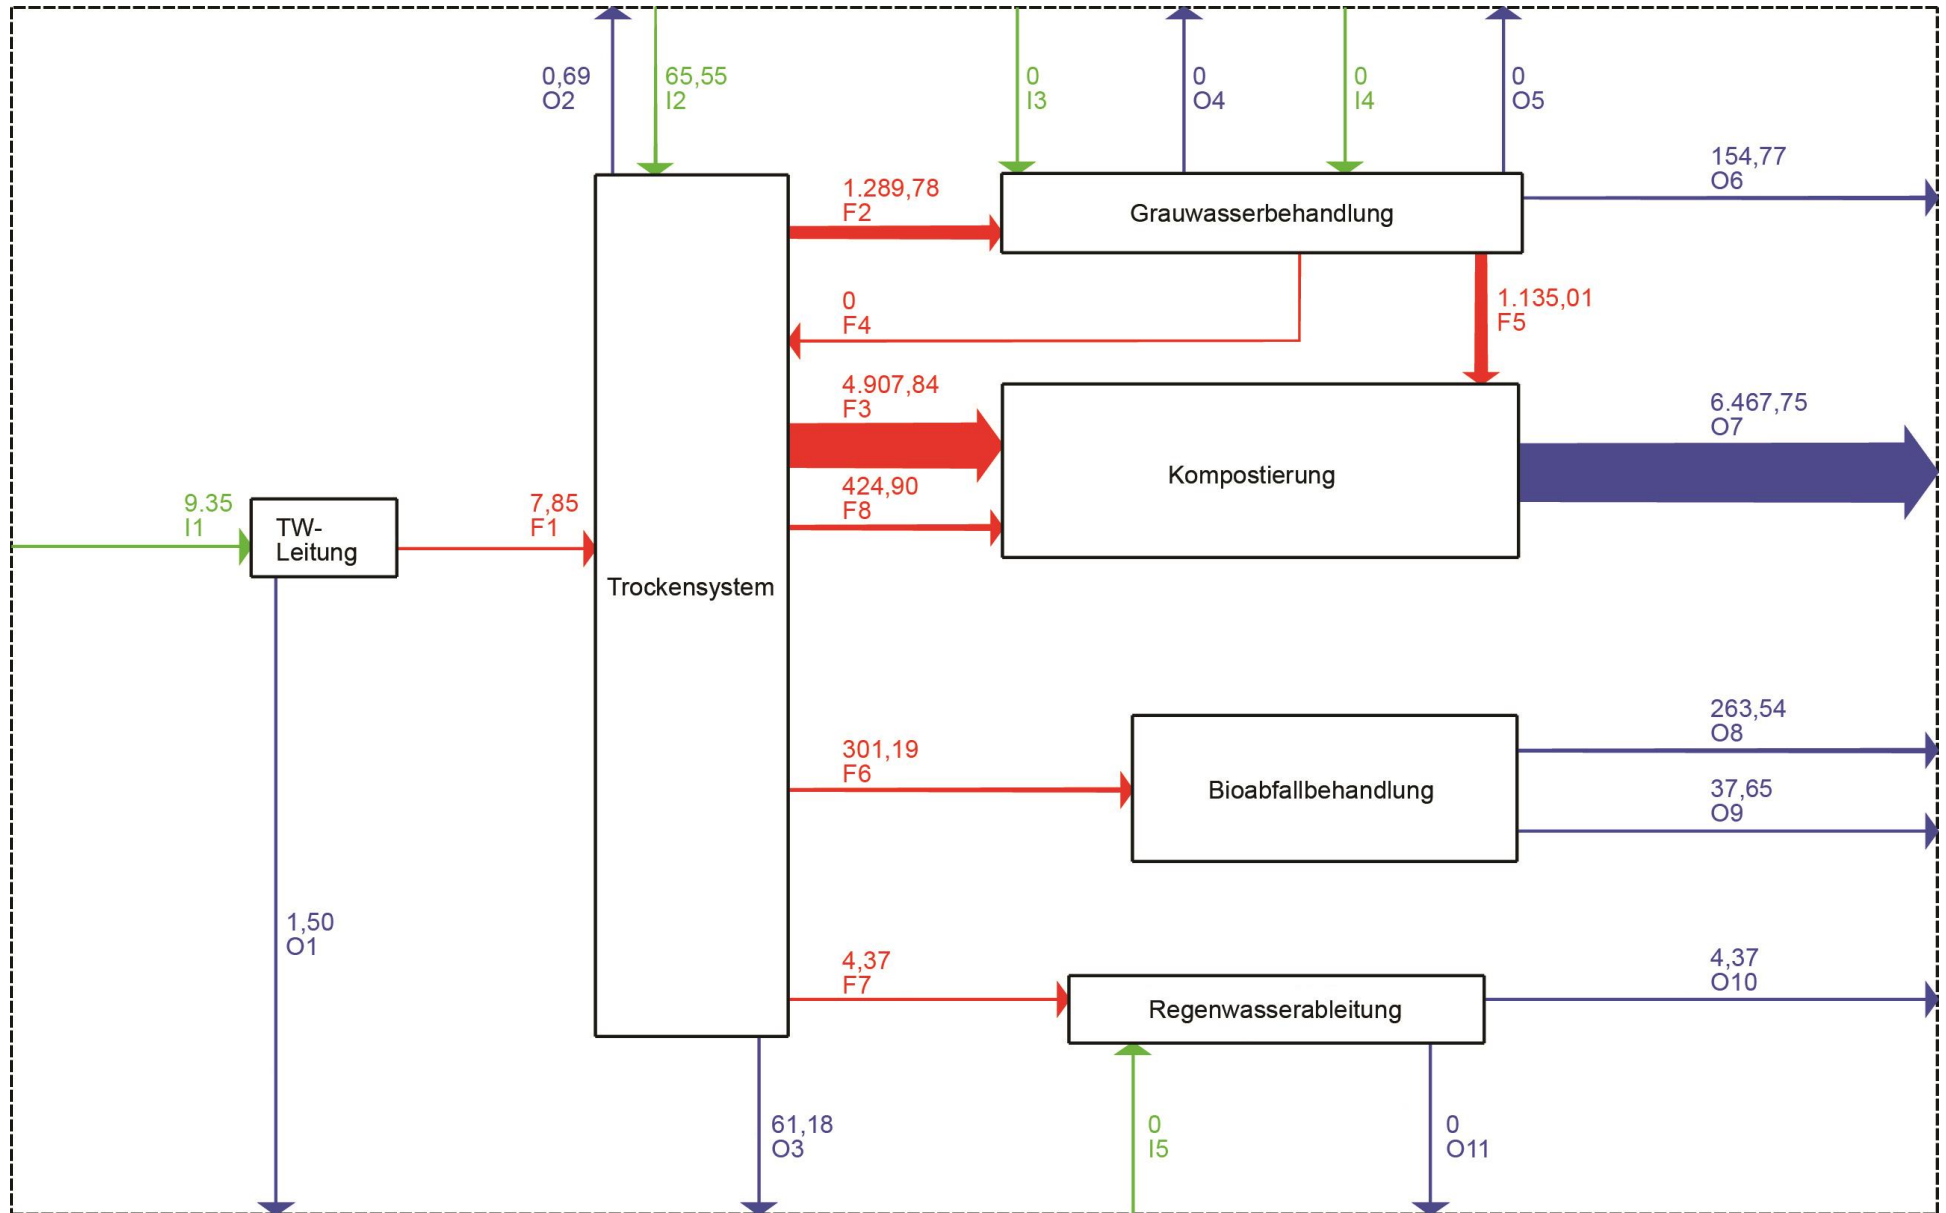 0,69
O2
65,55
I2
0
I3
0
O4
0
I4
0
O5
154,77
O6
1.289,78
F2
Grauwasserbehandlung
0
F4
1.135,01
F5
4.907,84
F3
6.467,75
O7
424,90
F8
Kompostierung
9.35
I1
TW-
Leitung
7,85
F1
Trockensystem
263,54
O8
301,19
F6
Bioabfallbehandlung
37,65
O9
1,50
O1
4,37
F7
Regenwasserableitung
4,37
O10
61,18
O3
0
I5
0
O11